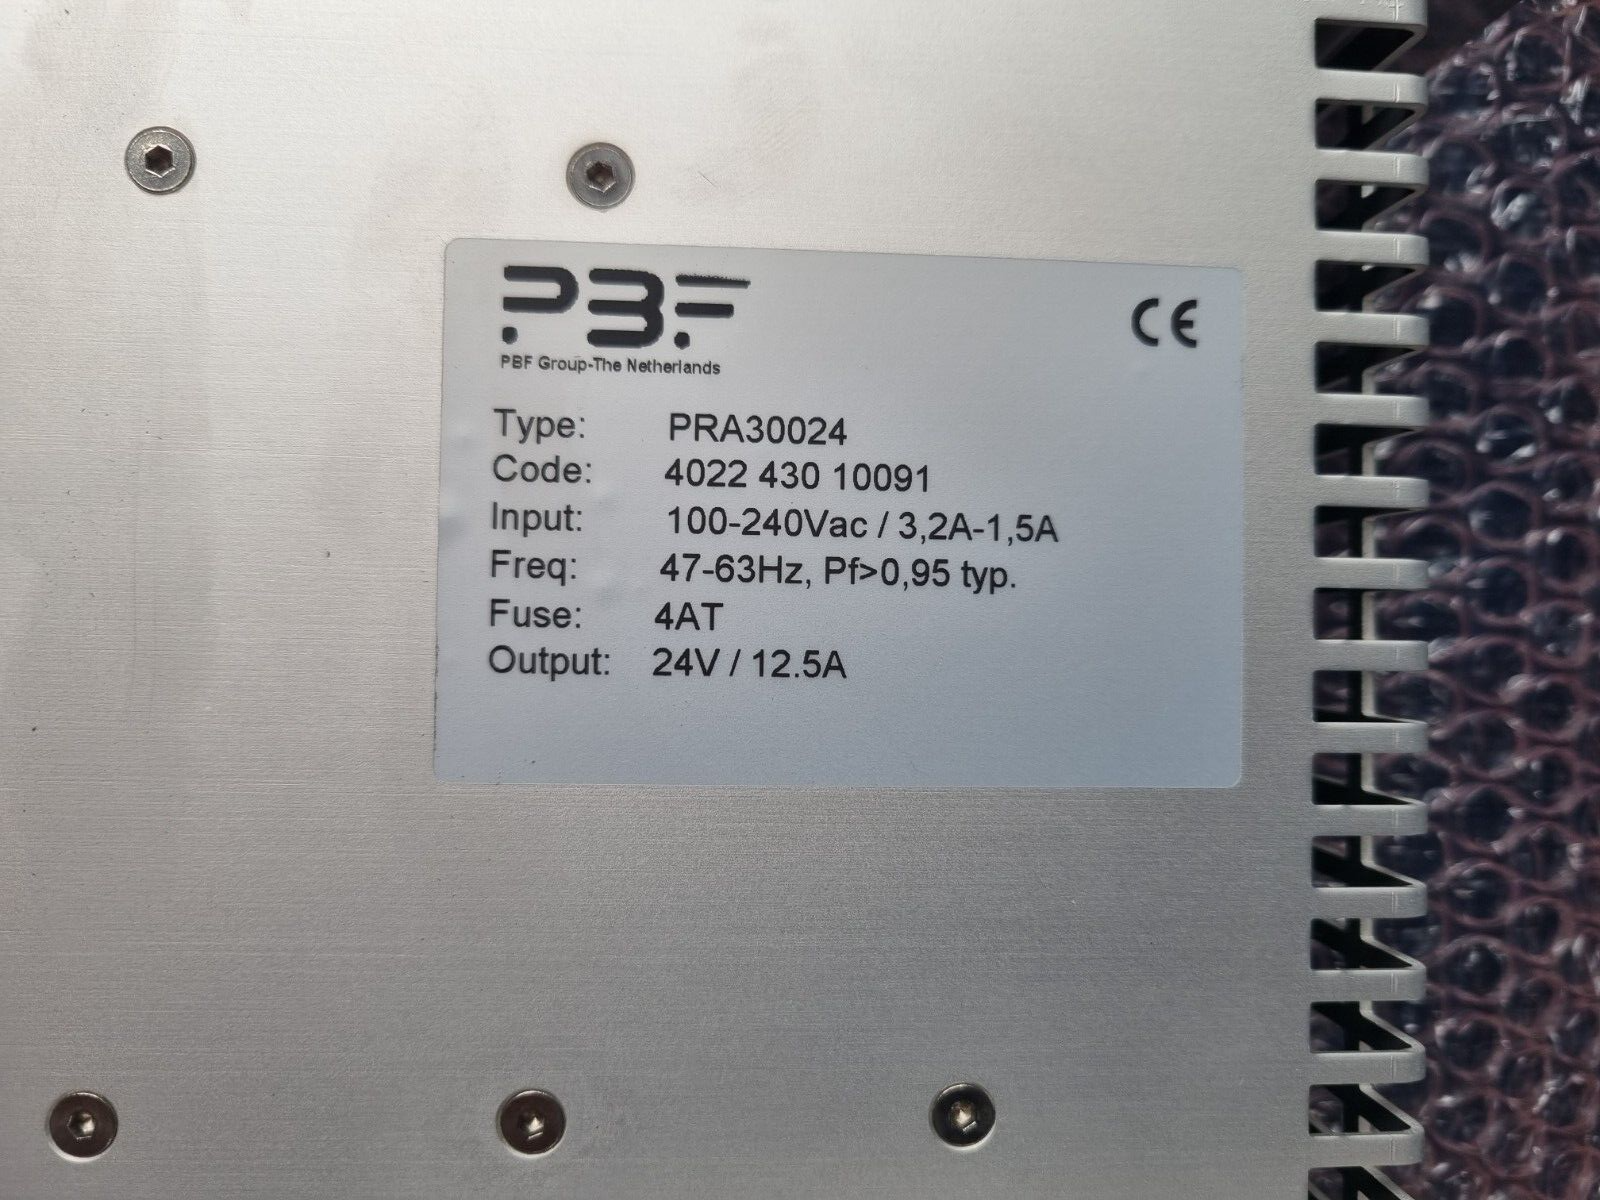 PBF
CE
PBF Group-The Netherlands
Type: PRA30024
Code: 4022 430 10091
Input: 100-240Vac / 3,2A-1,5A
Freq: 47-63Hz, Pf>0,95 typ.
Fuse: 4AT
Output: 24V / 12.5A